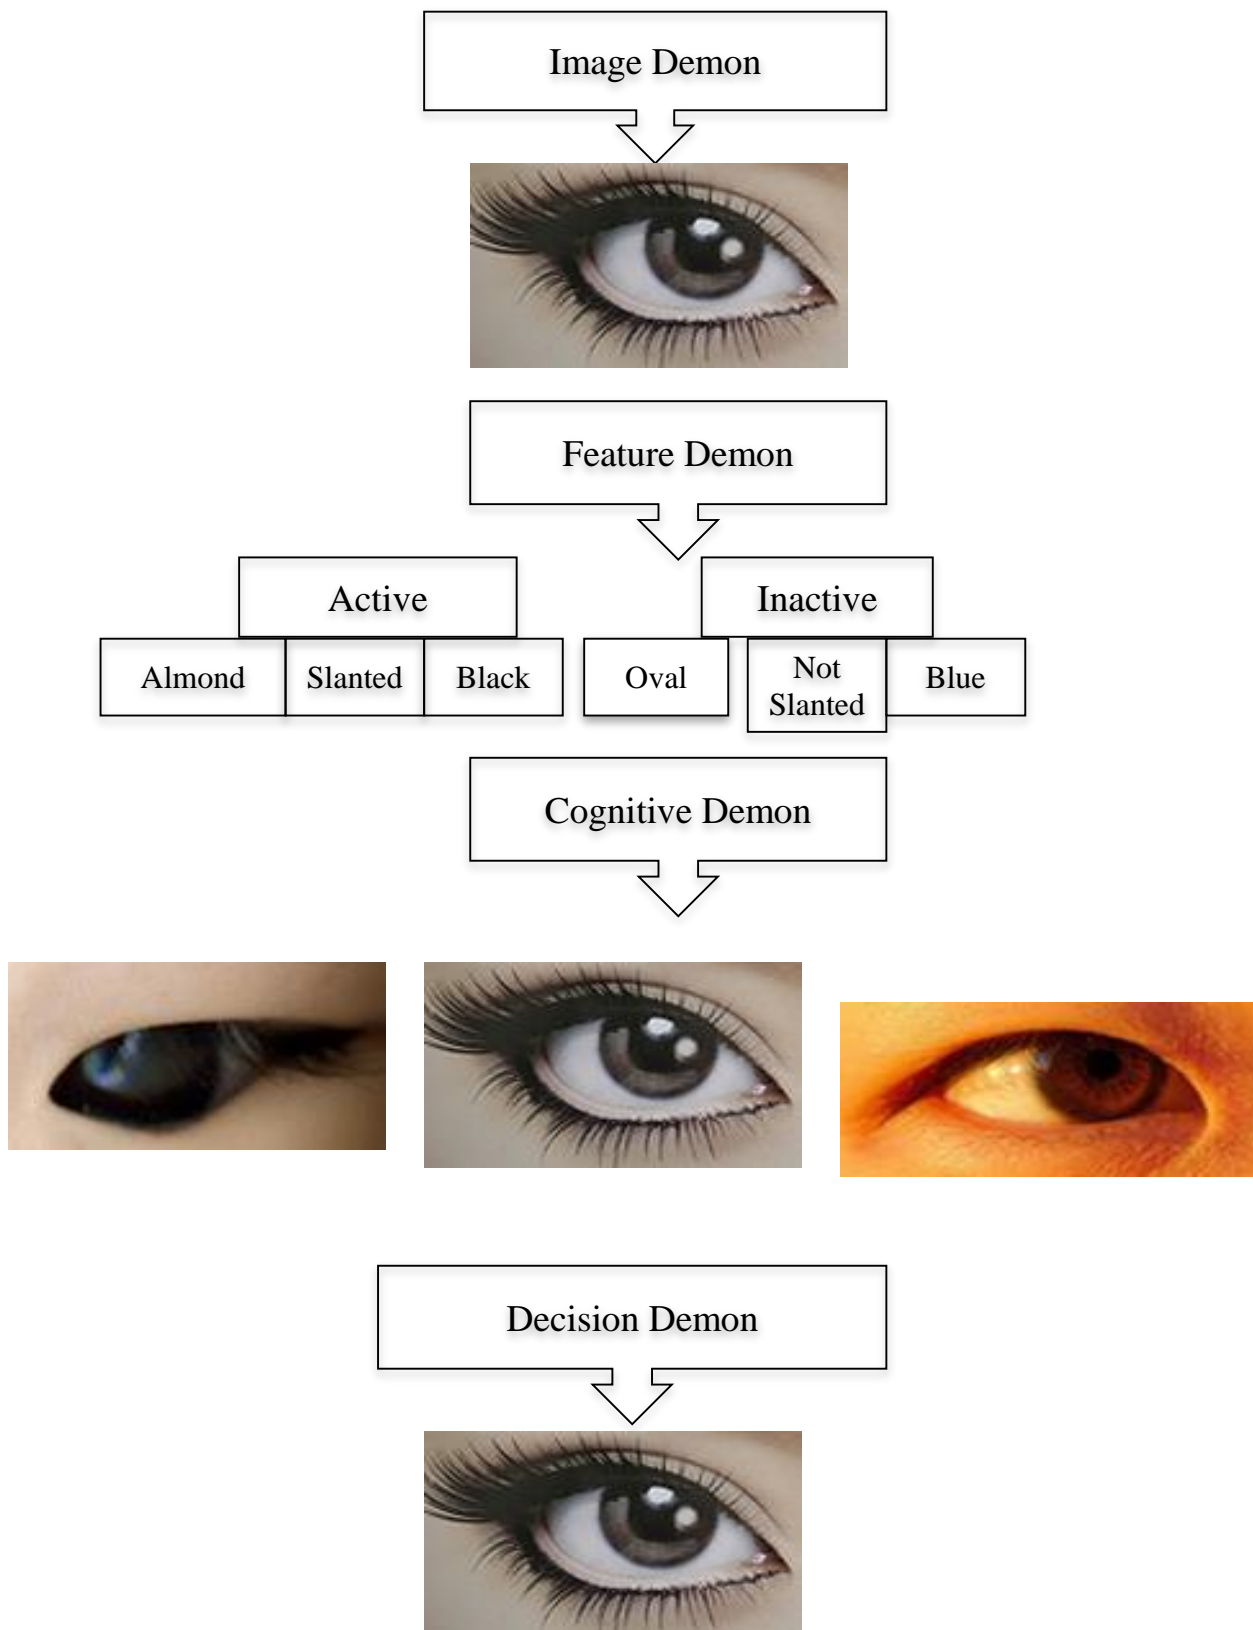 Image Demon
Feature Demon
Active
Inactive
Almond
Slanted
Black
Oval
Not
Slanted
Blue
Cognitive Demon
Decision Demon